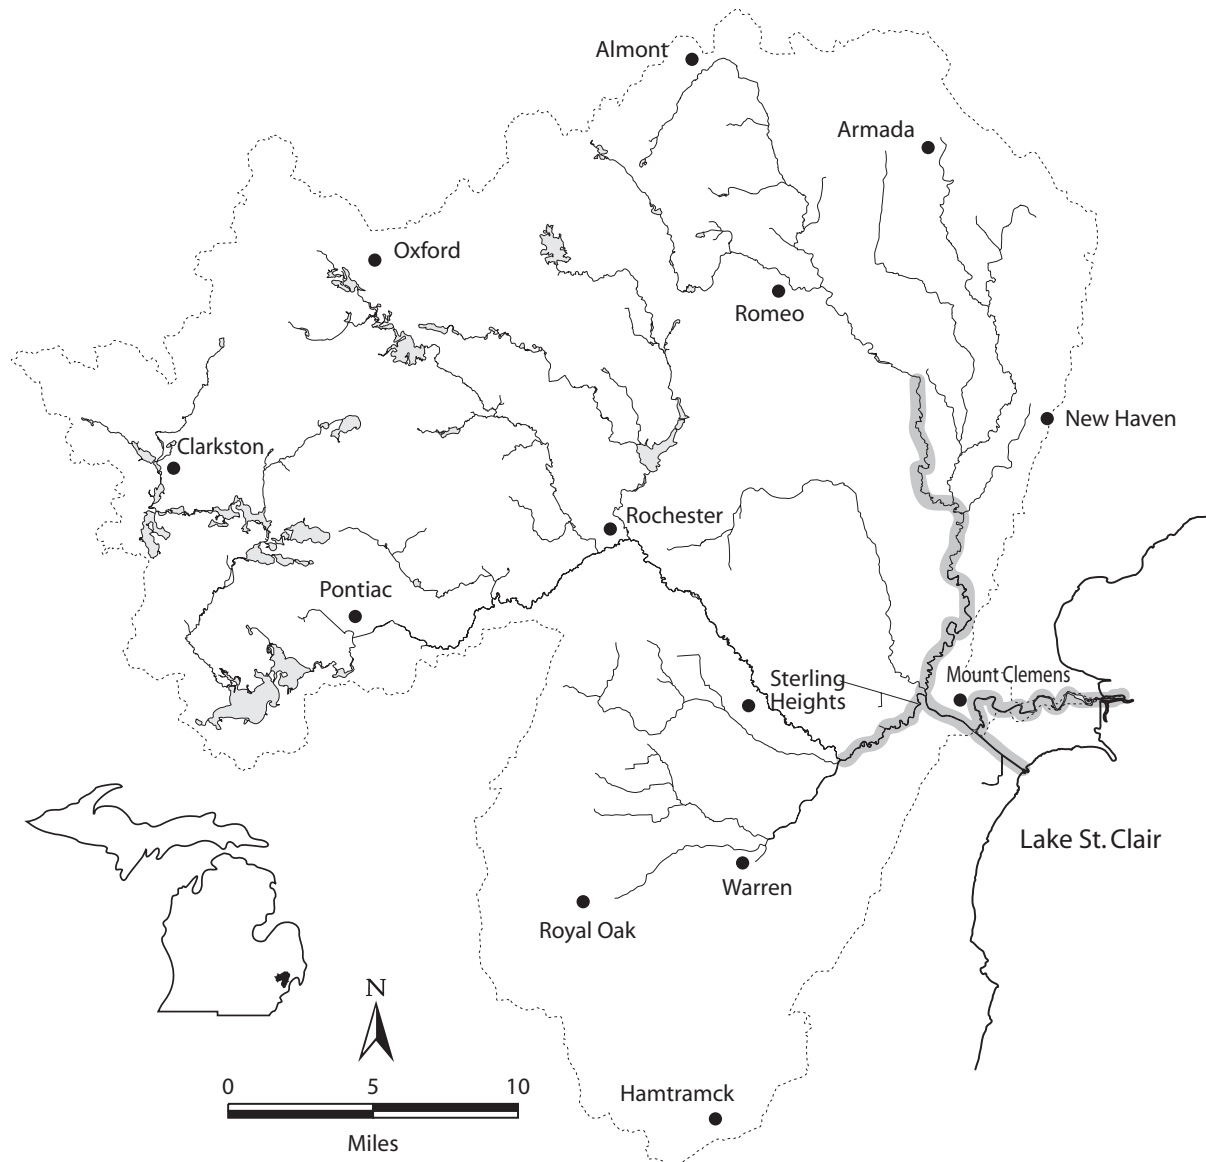 Almont
Armada
Oxford
Romeo
New Haven
Clarkston
Rochester
Pontiac
Mount Clemens
Sterling
Heights
Lake St. Clair
Warren
Royal Oak
N
0 5 10
Miles
Hamtramck